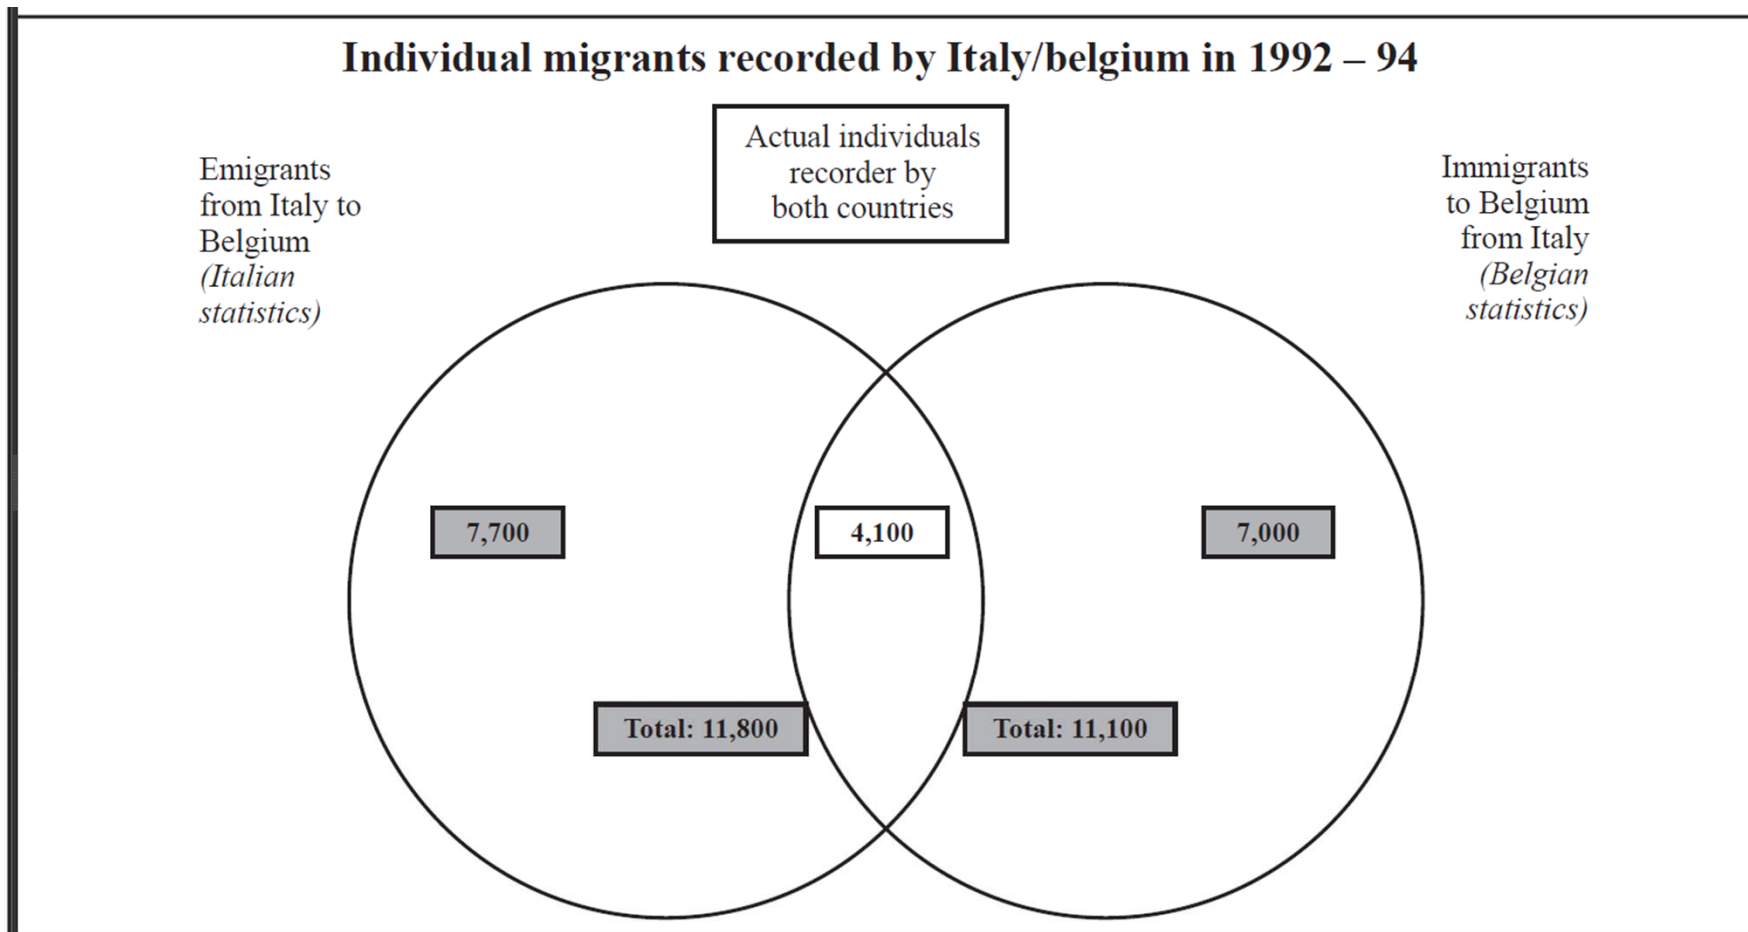 Individual migrants recorded by Italy/belgium in 1992 – 94
Actual individuals
recorder by
both countries
Emigrants
from Italy to
Belgium
(Italian
statistics)
Immigrants
to Belgium
from Italy
(Belgian
statistics)
7,700
4,100
7,000
Total: 11,800
Total: 11,100